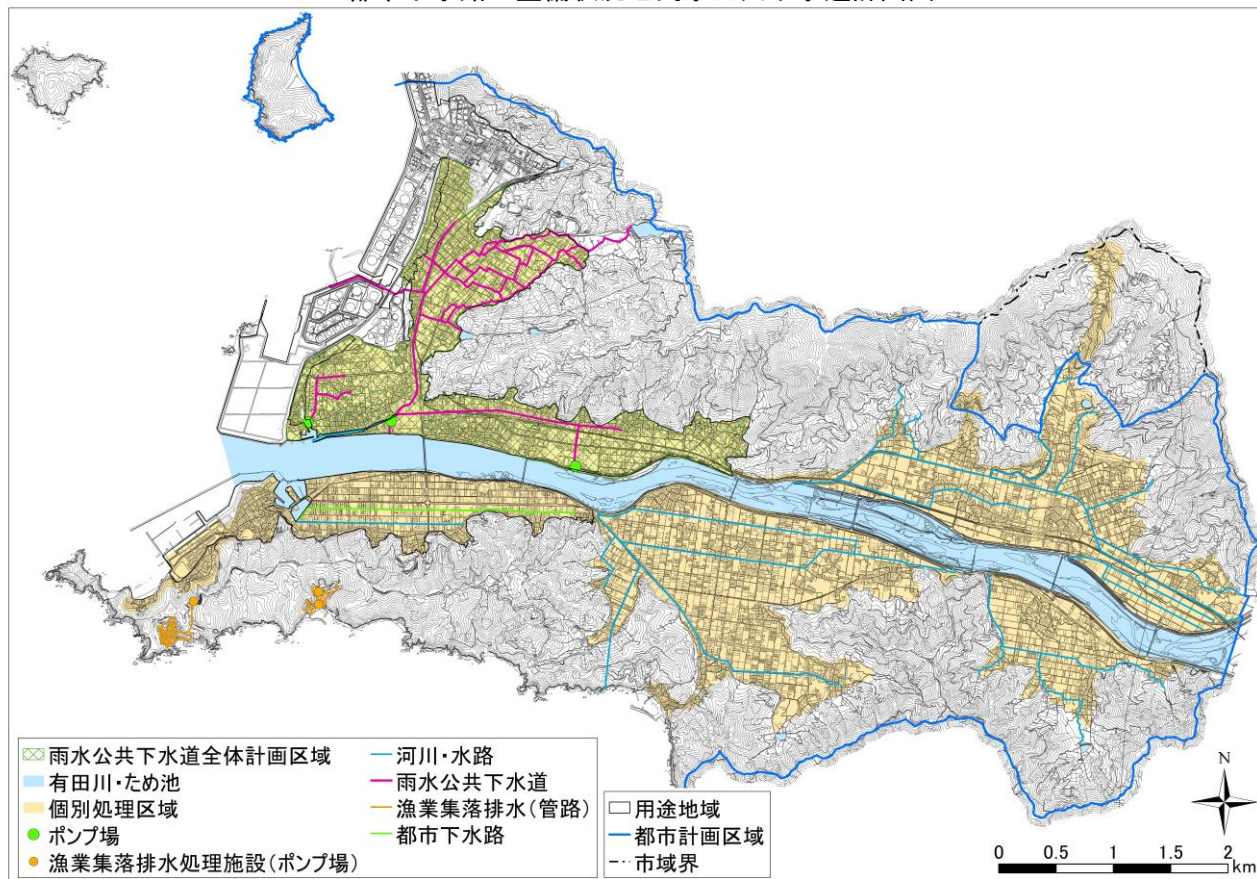 雨水公共下水道全体計画区域
有田川・ため池
個別処理区域
ポンプ場
漁業集落排水処理施設(ポンプ場)
河川・水路
雨水公共下水道
漁業集落排水(管路)
都市下水路
用途地域
都市計画区域
市域界
N
0 0.5 1 1.5 2
km